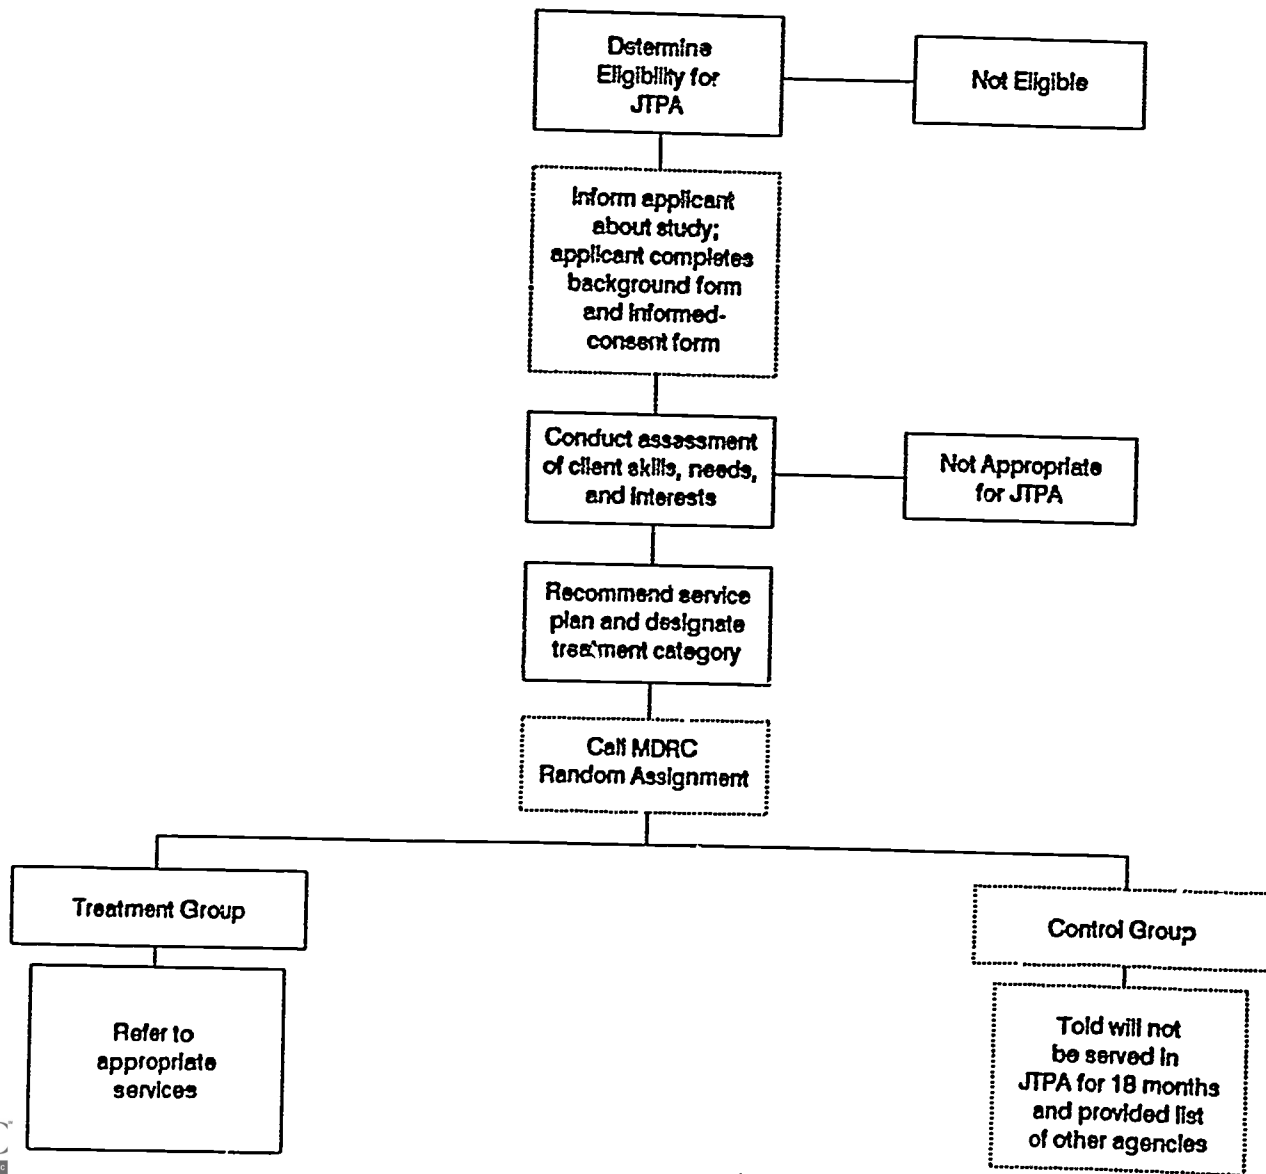 Determine
Eligibility for
JTPA
Not Eligible
Inform applicant
about study;
applicant completes
background form
and informed-
consent form
Conduct assessment
of client skills, needs,
and interests
Not Appropriate
for JTPA
Recommend service
plan and designate
treatment category
Call MDRC
Random Assignment
Treatment Group
Control Group
Refer to
appropriate
services
Told will not
be served in
JTPA for 18 months
and provided list
of other agencies